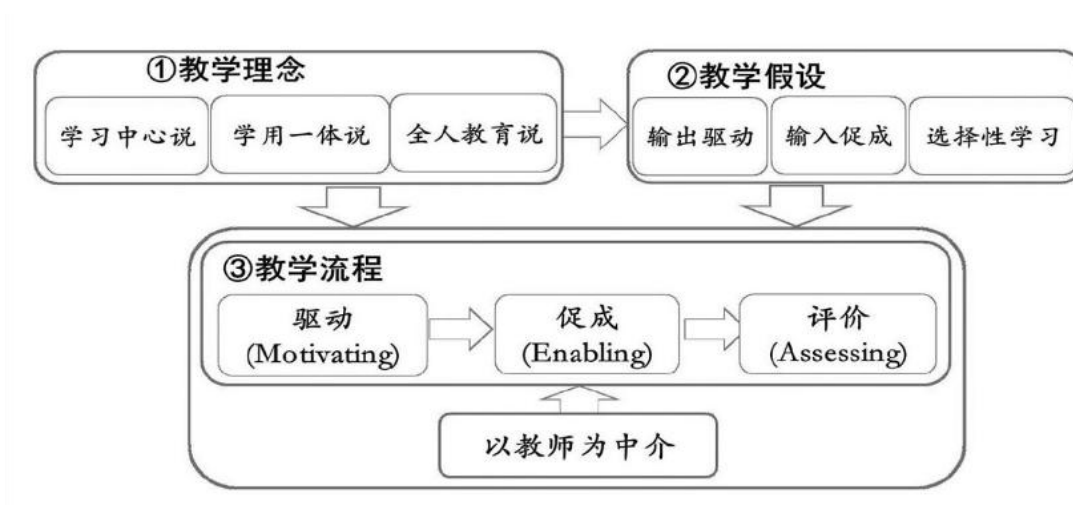 ①教学理念
学习中心说
学用一体说
全人教育说
②教学假设
输出驱动
输入促成
选择性学习
③教学流程
驱动
(Motivating)
促成
(Enabling)
评价
(Assessing)
以教师为中介